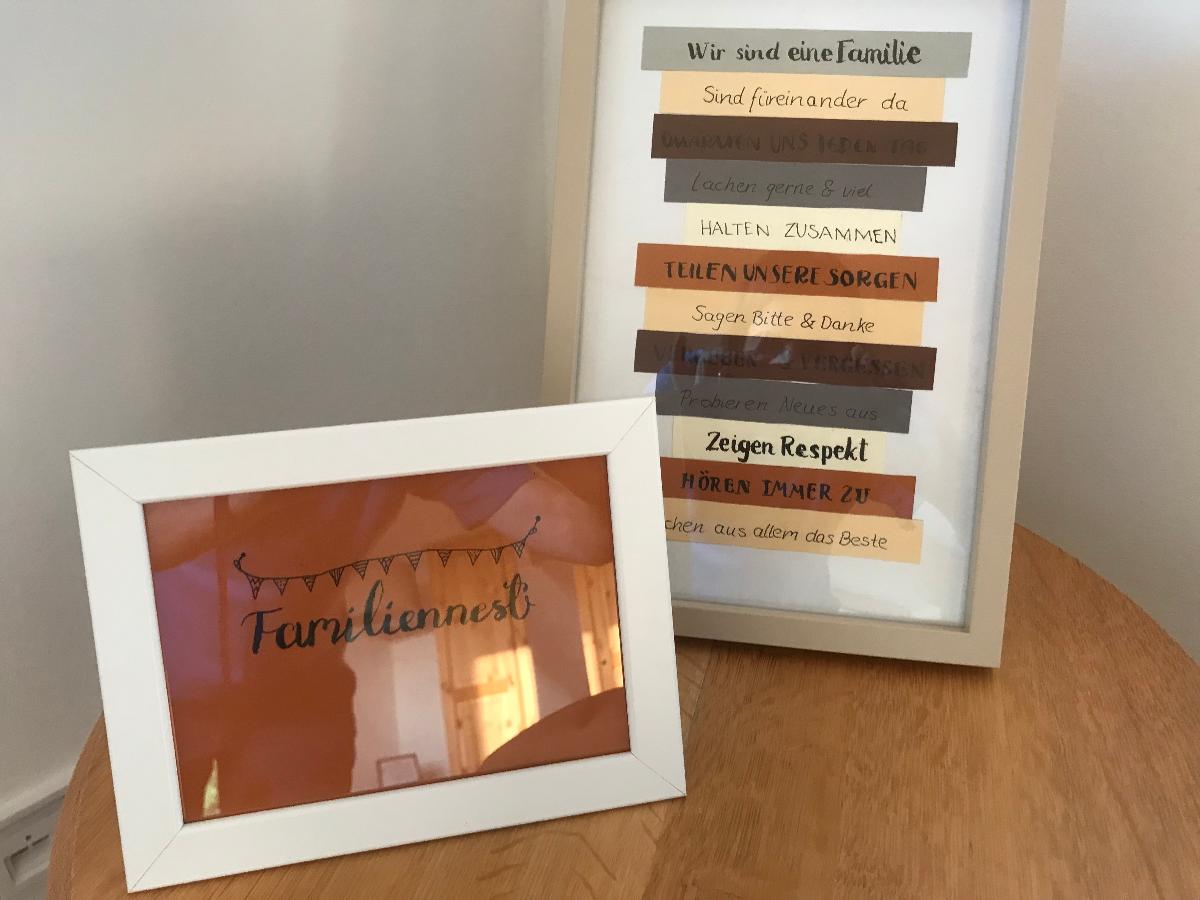 Wir sind eine Familie
Sind füreinander da
UMARMEN UNS JEDEN TAG
Lachen gerne & viel
HALTEN ZUSAMMEN
TEILEN UNSERE SORGEN
Sagen Bitte & Danke
& VERGESSEN
Probieren Neues aus
Zeigen Respekt
HÖREN IMMER ZU
aus allem das Beste
Familiennest